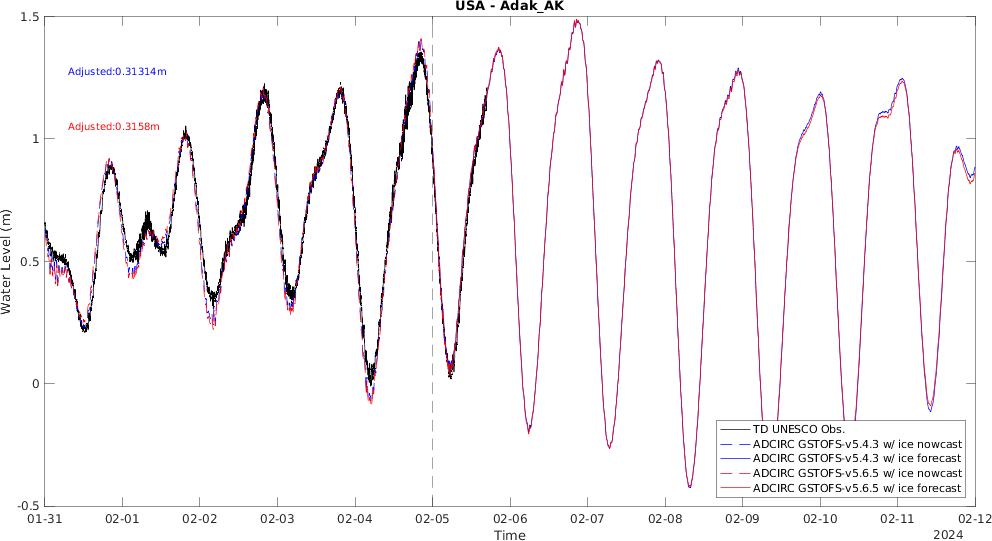 USA - Adak_AK
1.5
Adjusted:0.31314m
Adjusted:0.3158m
1
0.5
0
-0.5
Water Level (m)
TD UNESCO Obs.
ADCIRC GSTOFS-v5.4.3 w/ ice nowcast
ADCIRC GSTOFS-v5.4.3 w/ ice forecast
ADCIRC GSTOFS-v5.6.5 w/ ice nowcast
ADCIRC GSTOFS-v5.6.5 w/ ice forecast
01-31 02-01 02-02 02-03 02-04 02-05 02-06 02-07 02-08 02-09 02-10 02-11 02-12
Time
2024